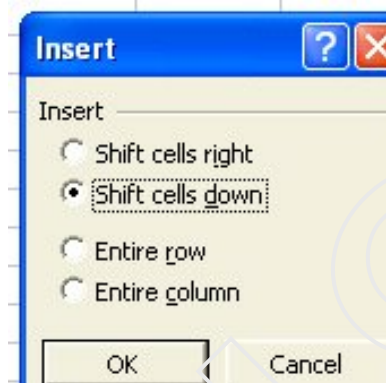 Insert
Insert
Shift cells right
Shift cells down
Entire row
Entire column
OK Cancel